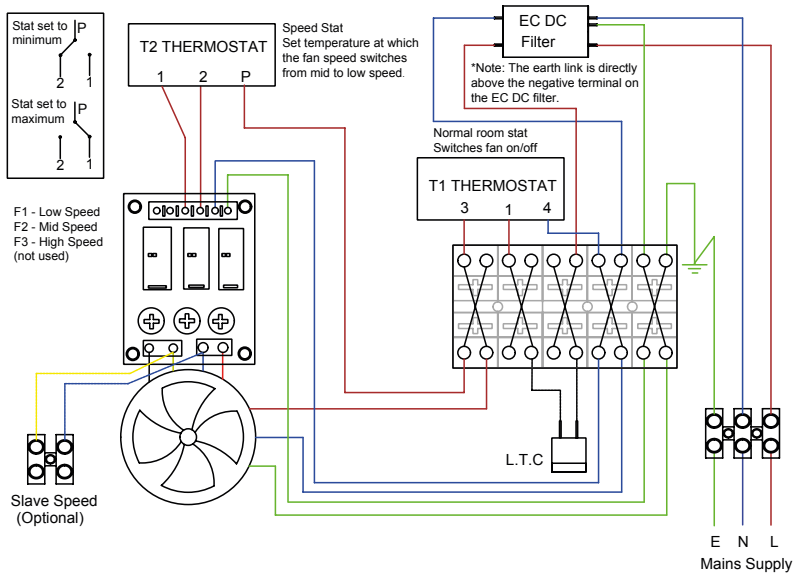 Stat set to
minimum
P
2
1
Stat set to
maximum
P
2
1
T2 THERMOSTAT
1 2 P
Speed Stat
Set temperature at which
the fan speed switches
from mid to low speed.
EC DC
Filter
*Note: The earth link is directly
above the negative terminal on
the EC DC filter.
Normal room stat
Switches fan on/off
T1 THERMOSTAT
3 1 4
F1 - Low Speed
F2 - Mid Speed
F3 - High Speed
(not used)
L.T.C
Slave Speed
(Optional)
E N L
Mains Supply